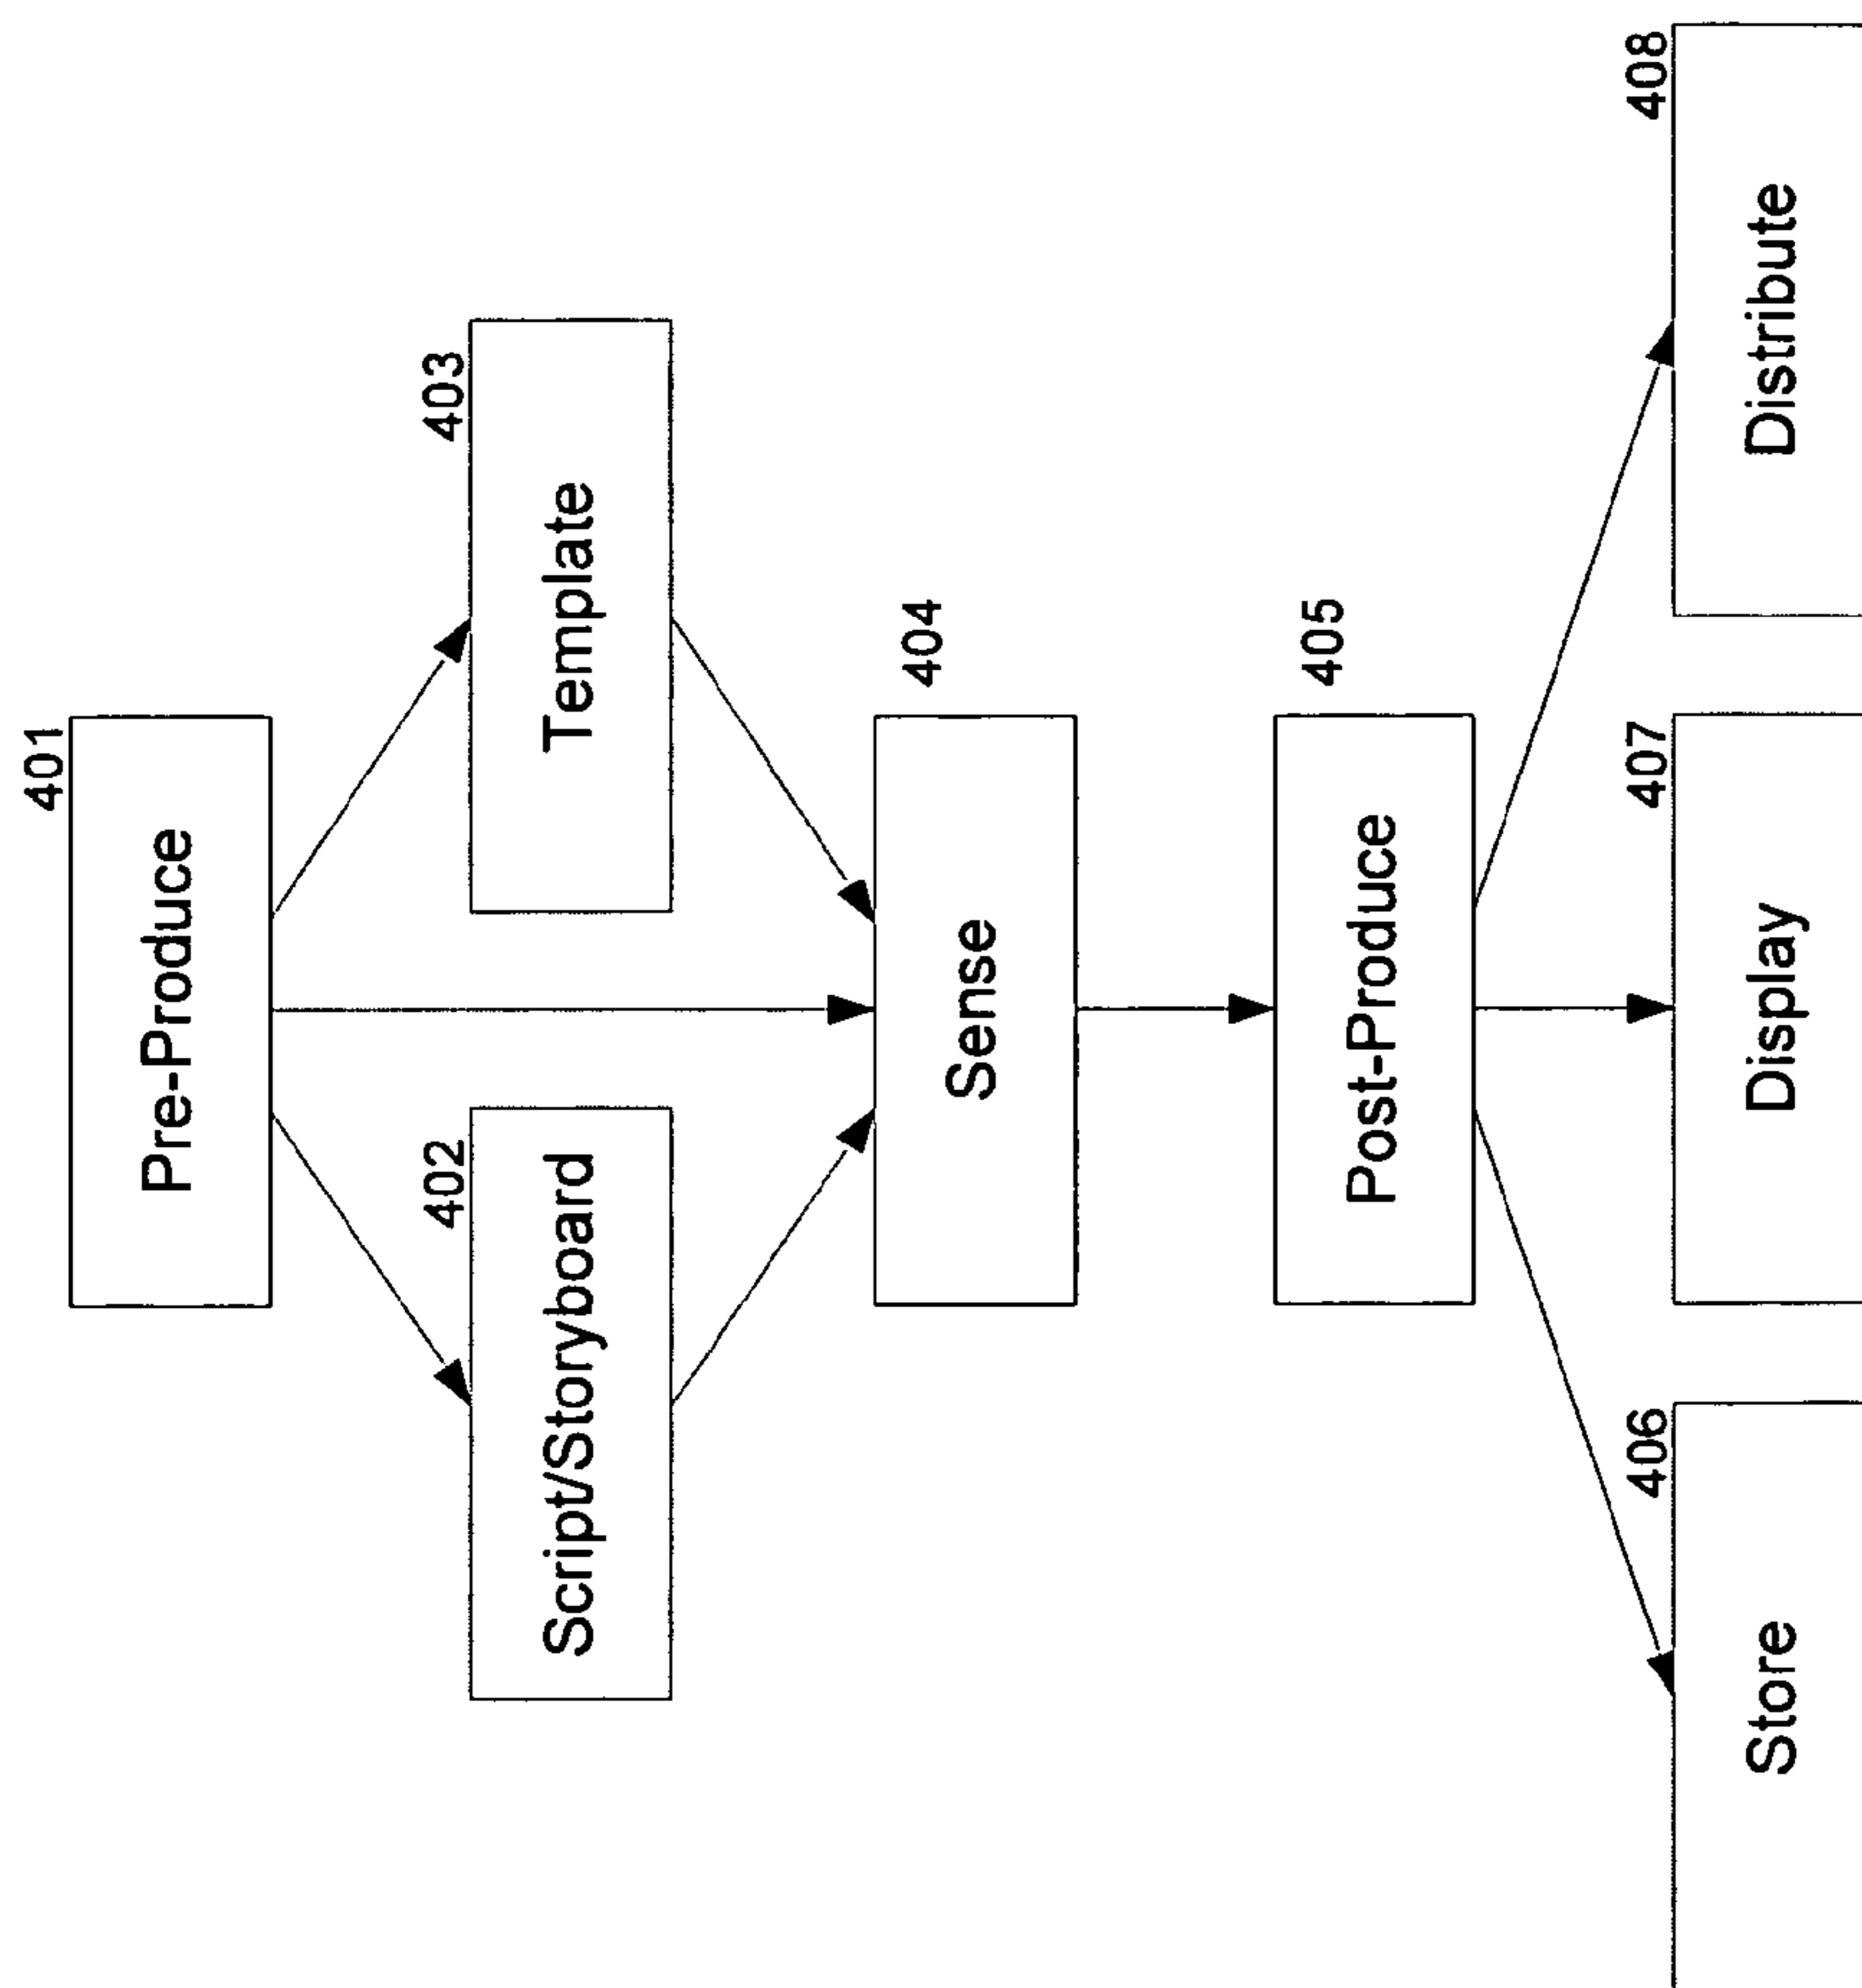 401
Pre-Produce
402
Script/Storyboard
403
Template
404
Sense
405
Post-Produce
406
Store
407
Display
408
Distribute